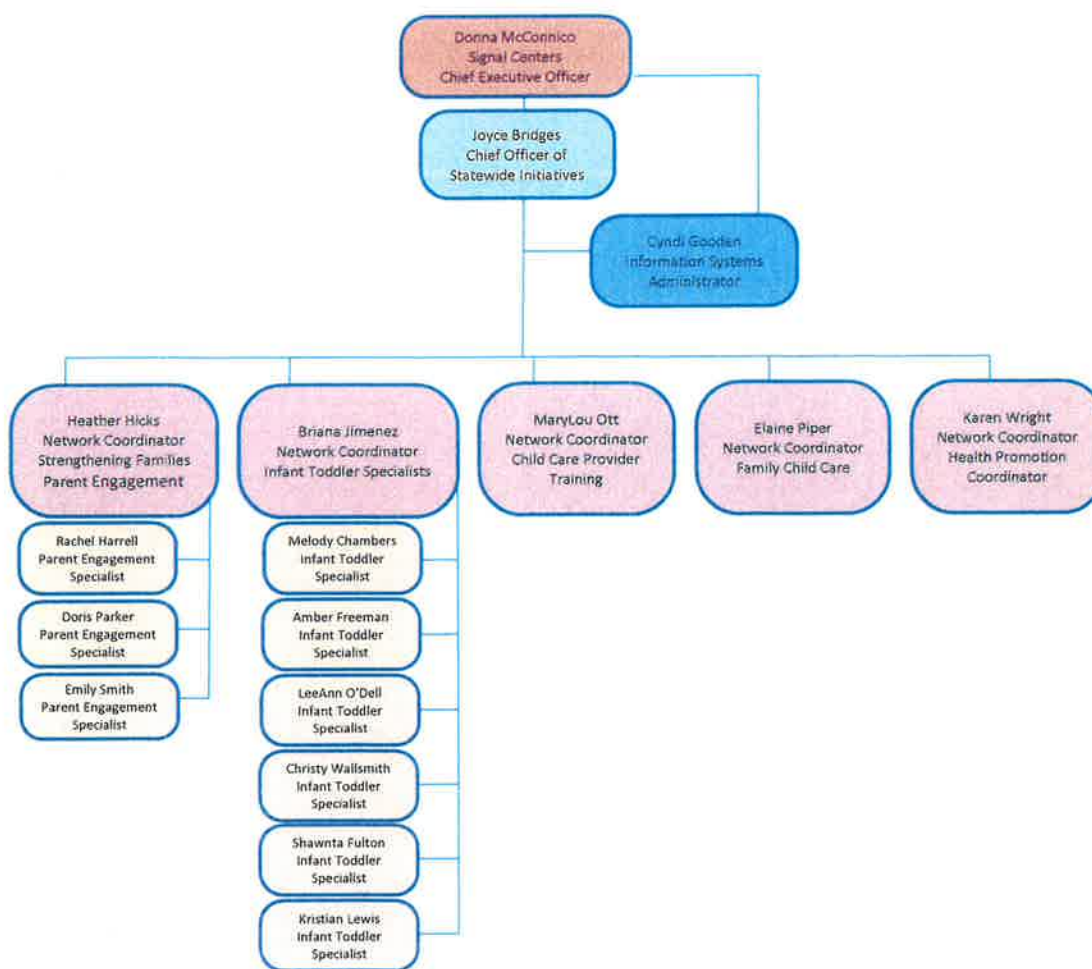 Donna McConnico
Signal Centers
Chief Executive Officer
Joyce Bridges
Chief Officer of
Statewide Initiatives
Cyndi Gooden
Information Systems
Administrator
Heather Hicks
Network Coordinator
Strengthening Families
Parent Engagement
Rachel Harrell
Parent Engagement
Specialist
Doris Parker
Parent Engagement
Specialist
Emily Smith
Parent Engagement
Specialist
Briana Jimenez
Network Coordinator
Infant Toddler Specialists
Melody Chambers
Infant Toddler
Specialist
Amber Freeman
Infant Toddler
Specialist
LeeAnn O'Dell
Infant Toddler
Specialist
Christy Wallsmith
Infant Toddler
Specialist
Shawnta Fulton
Infant Toddler
Specialist
Kristian Lewis
Infant Toddler
Specialist
MaryLou Ott
Network Coordinator
Child Care Provider
Training
Elaine Piper
Network Coordinator
Family Child Care
Karen Wright
Network Coordinator
Health Promotion
Coordinator